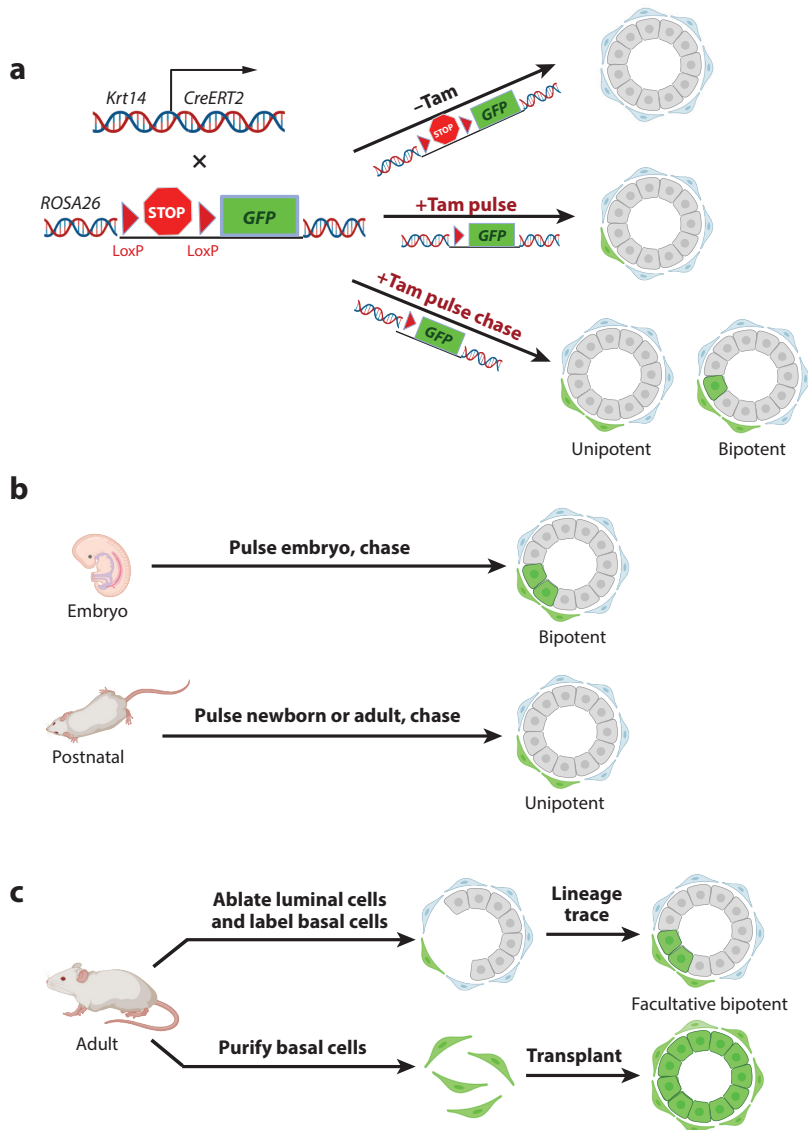 a
Krt14
CreERT2
×
ROSA26
STOP
GFP
LoxP
LoxP
–Tam
STOP
GFP
+Tam pulse
GFP
+Tam pulse chase
GFP
Unipotent
Bipotent
b
Pulse embryo, chase
Embryo
Bipotent
Pulse newborn or adult, chase
Postnatal
Unipotent
c
Ablate luminal cells
and label basal cells
Lineage
trace
Facultative bipotent
Adult
Purify basal cells
Transplant